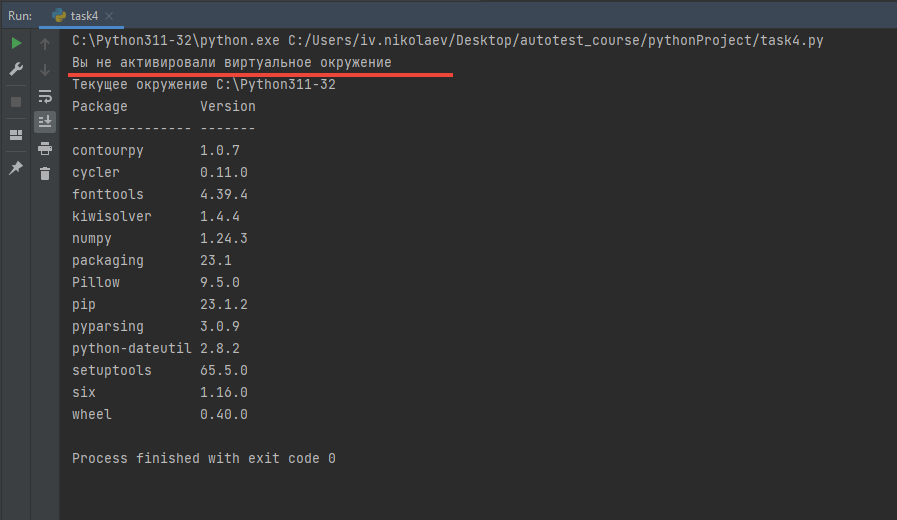 Run: task4
C:\Python311-32\python.exe C:/Users/iv.nikolaev/Desktop/autotest_course/pythonProject/task4.py
Вы не активировали виртуальное окружение
Текущее окружение C:\Python311-32
Package Version
--------------- -------
contourpy 1.0.7
cycler 0.11.0
fonttools 4.39.4
kiwisolver 1.4.4
numpy 1.24.3
packaging 23.1
Pillow 9.5.0
pip 23.1.2
pyparsing 3.0.9
python-dateutil 2.8.2
setuptools 65.5.0
six 1.16.0
wheel 0.40.0
Process finished with exit code 0